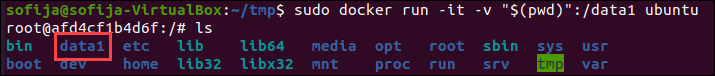 sofija@sofija-VirtualBox:~/tmp$ sudo docker run -it -v "$(pwd)":/data1 ubuntu
root@afd4cf1b4d6f:/# ls
bin data1 etc lib lib64 media opt root sbin sys usr
boot dev home lib32 libx32 mnt proc run srv tmp var